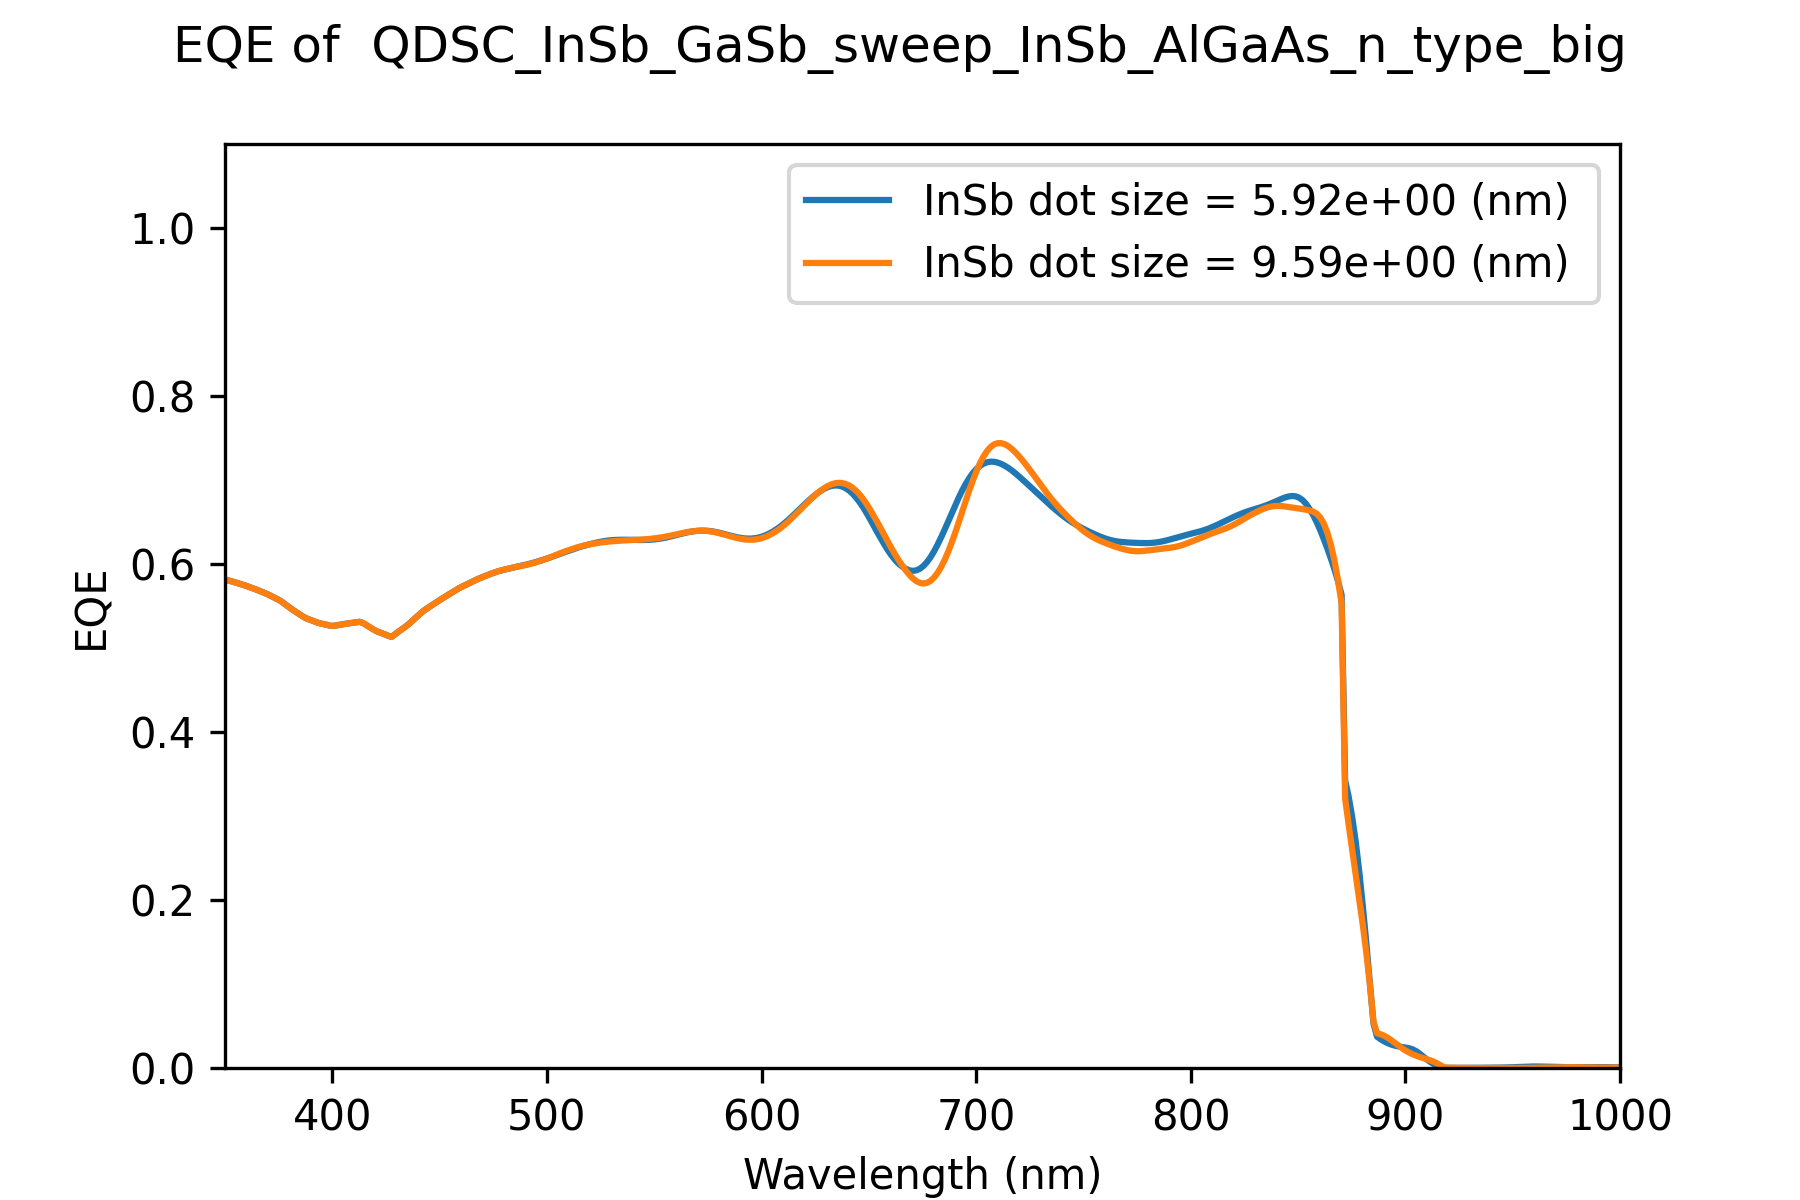 EQE of  QDSC_InSb_GaSb_sweep_InSb_AlGaAs_n_type_big
InSb dot size = 5.92e+00 (nm)
InSb dot size = 9.59e+00 (nm)
1.0
0.8
0.6
0.4
0.2
0.0
EQE
400 500 600 700 800 900 1000
Wavelength (nm)